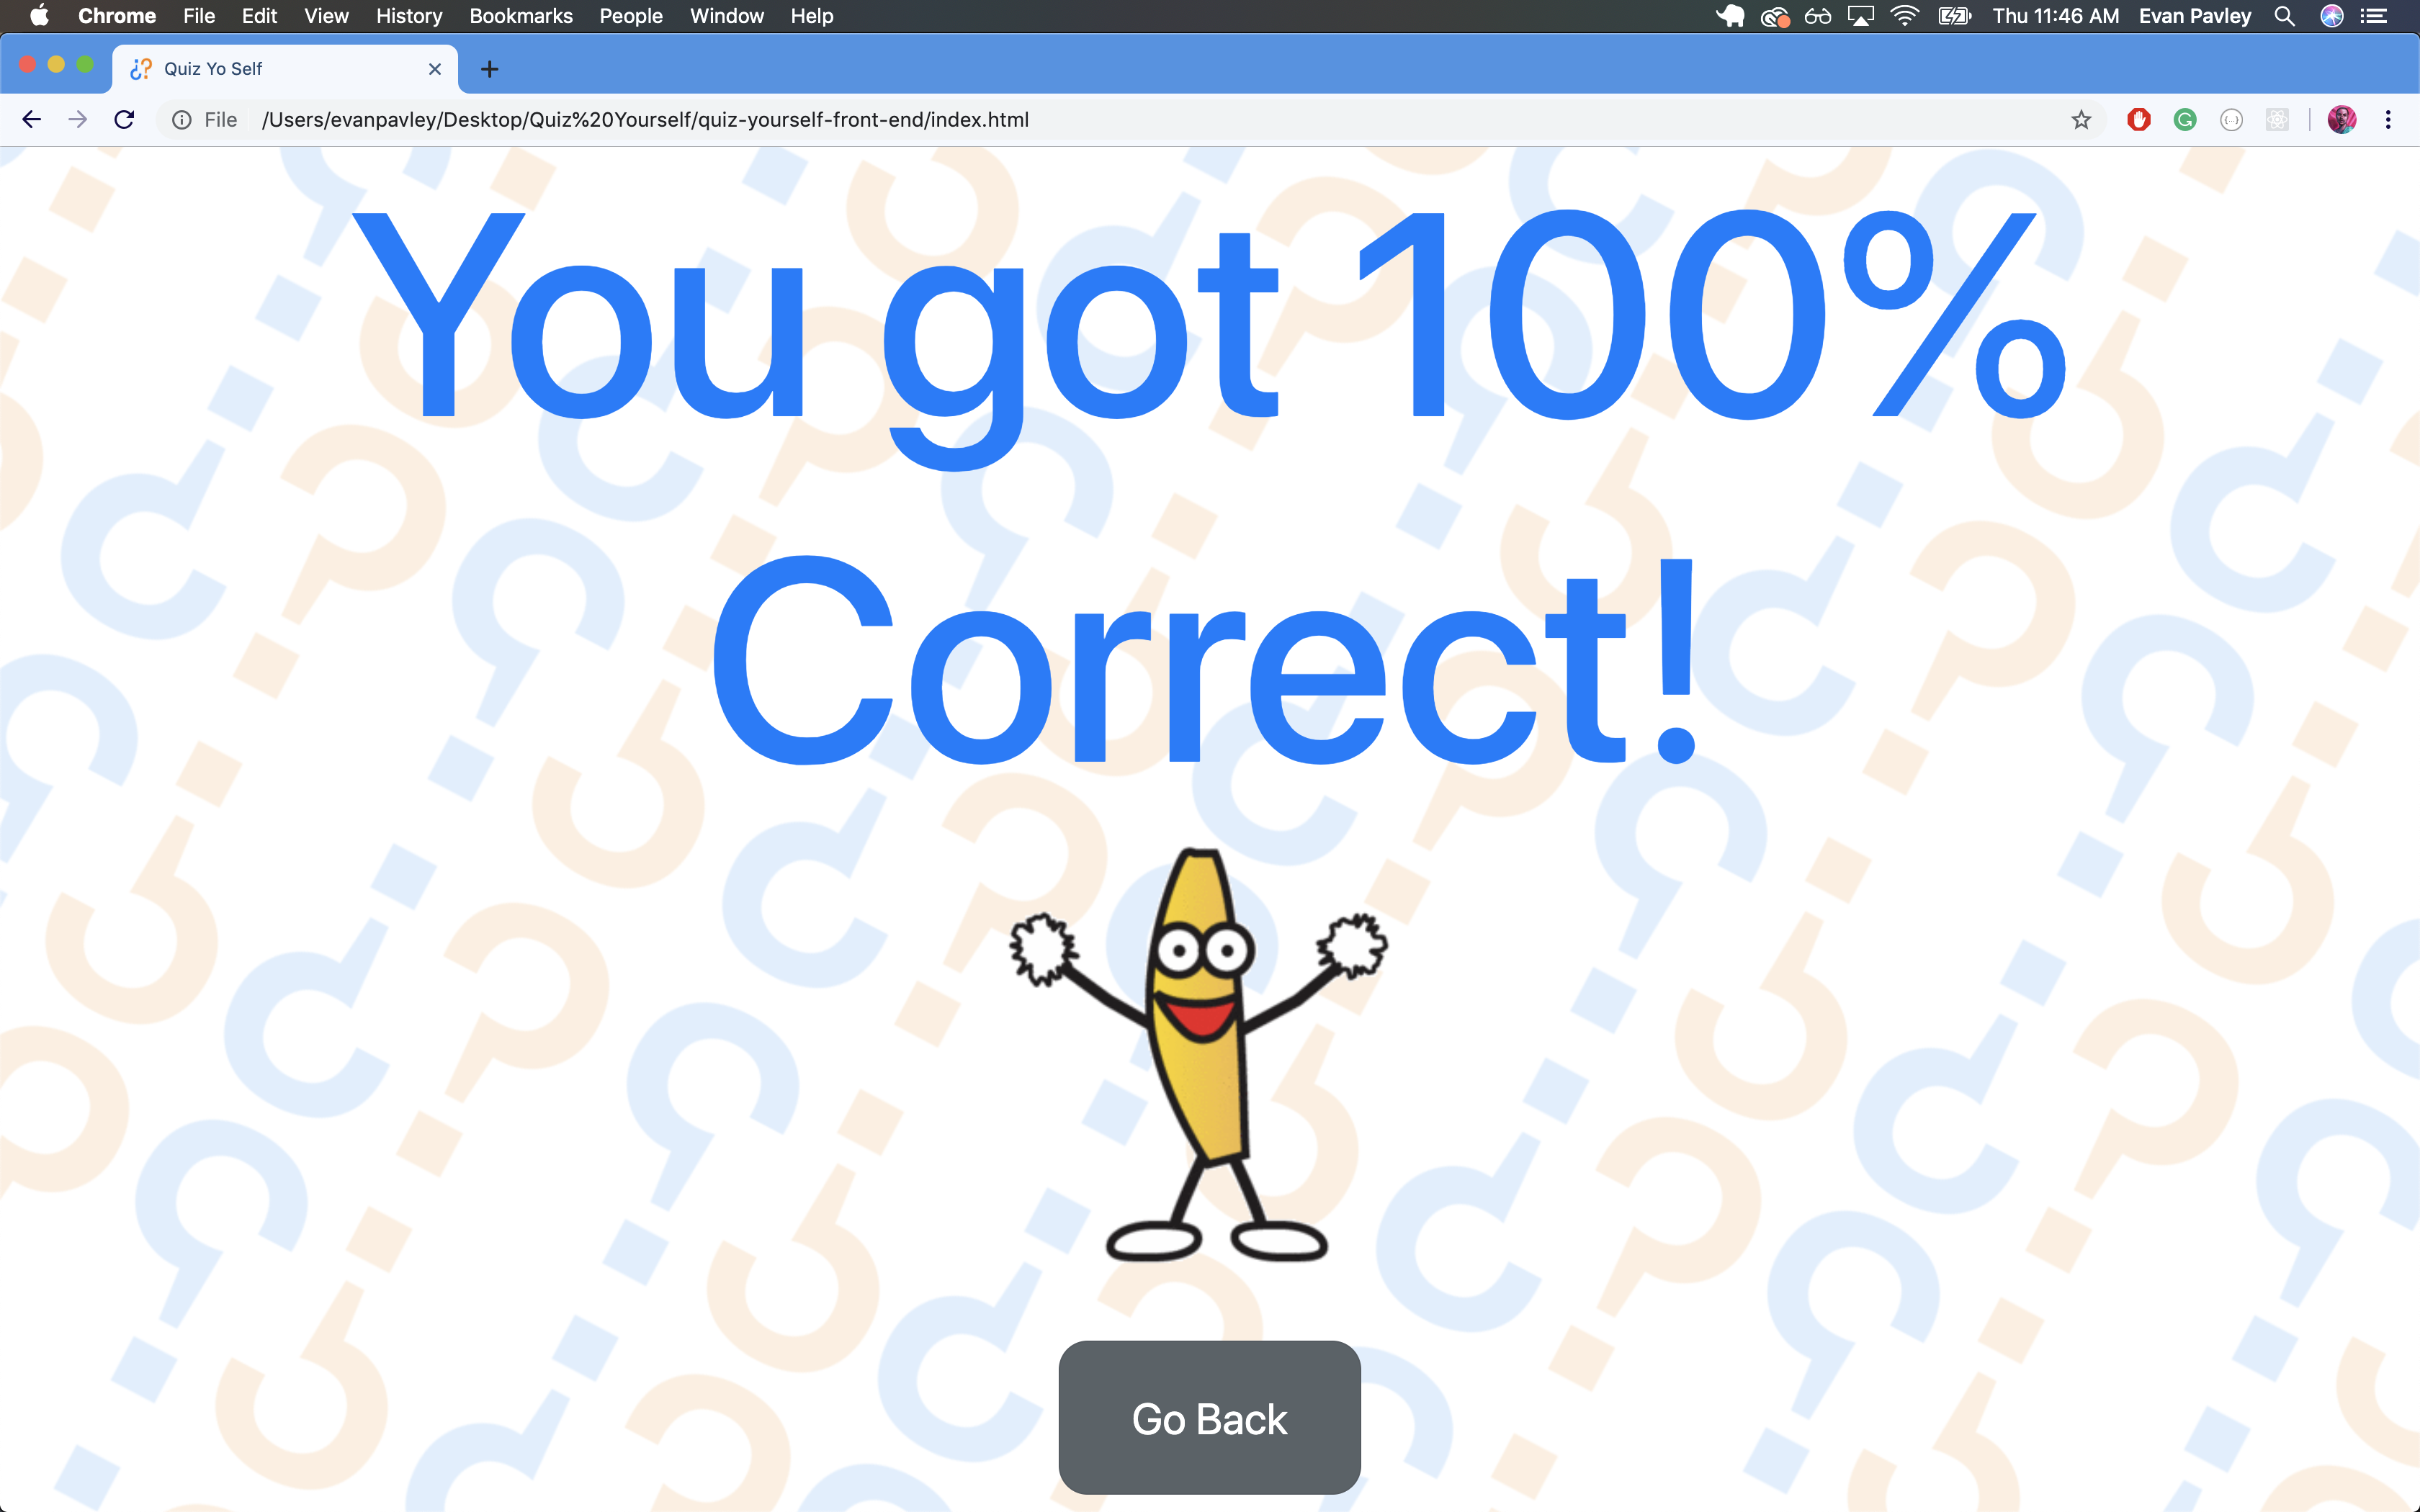 Chrome File Edit View History Bookmarks People Window Help Thu 11:46 AM Evan Pavley
Quiz Yo Self
File /Users/evanpavley/Desktop/Quiz%20Yourself/quiz-yourself-front-end/index.html
You got 100%
Correct!
Go Back